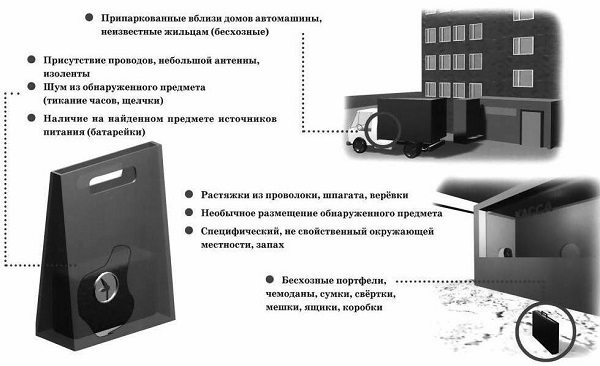 Припаркованные вблизи домов автомашины,
неизвестные жильцам (бесхозные)
Присутствие проводов, небольшой антенны,
изоленты
Шум из обнаруженного предмета
(тикание часов, щелчки)
Наличие на найденном предмете источников
питания (батарейки)
Растяжки из проволоки, шпагата, верёвки
Необычное размещение обнаруженного предмета
Специфический, не свойственный окружающей
местности, запах
КАССА
Бесхозные портфели,
чемоданы, сумки, свёртки,
мешки, ящики, коробки